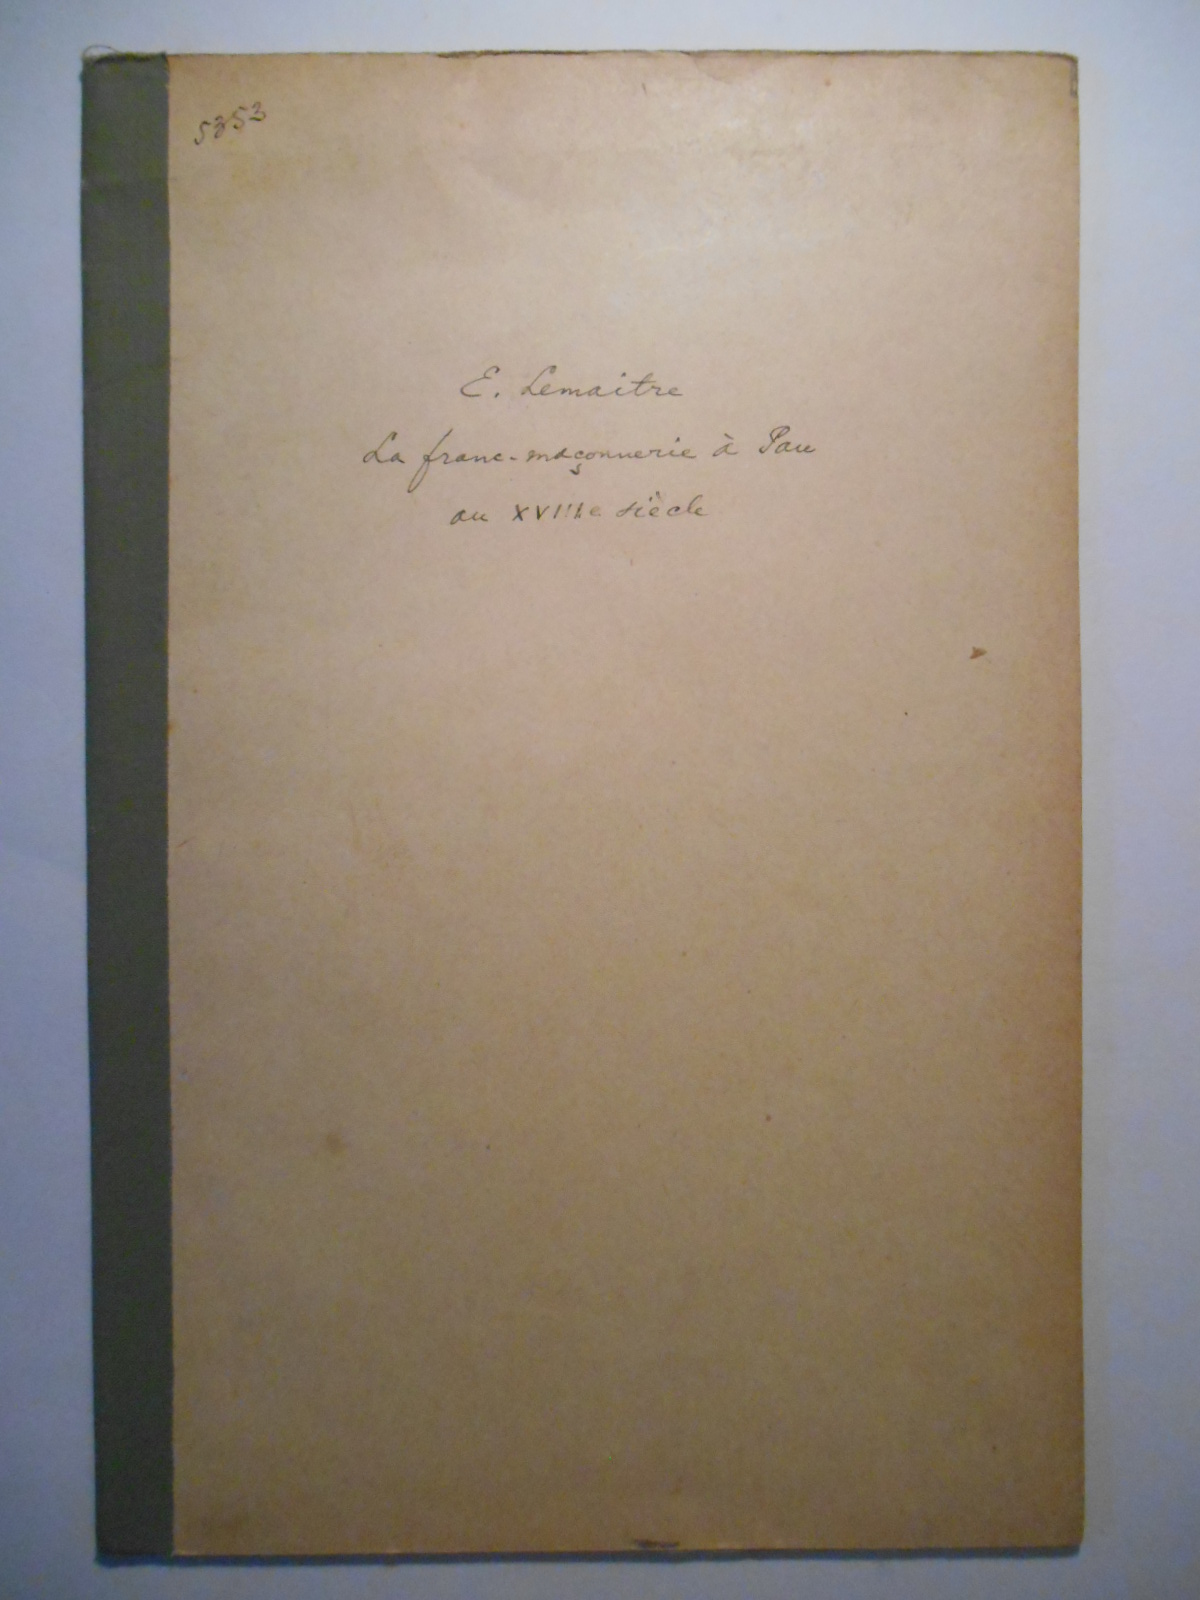 5353
E. Lemaitre
La franc-maçonnerie à Pau
au XVIIIe siècle